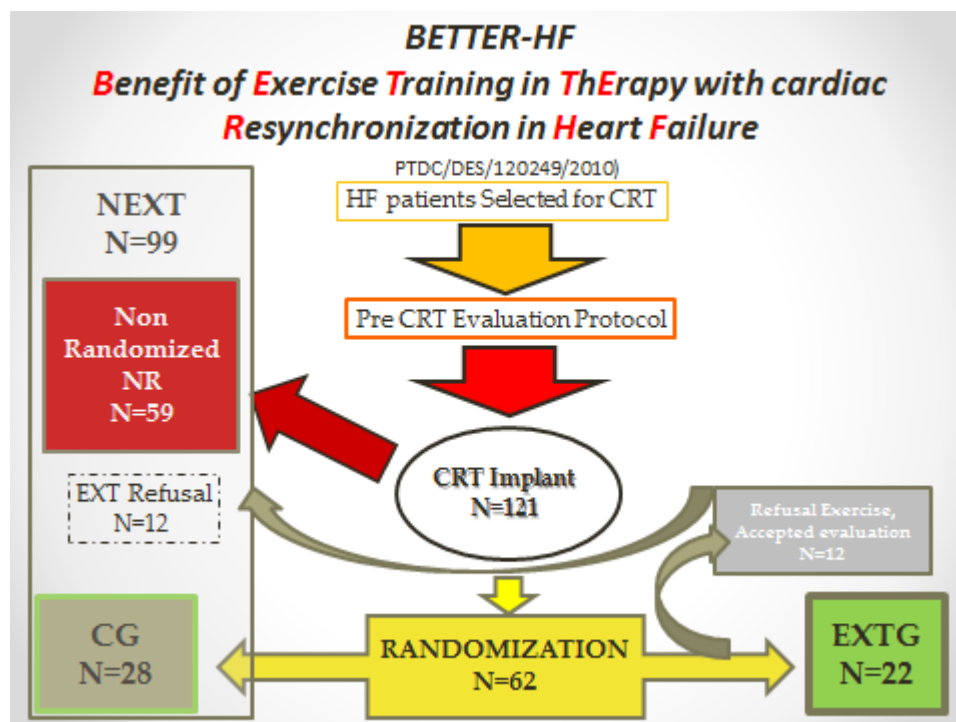 BETTER-HF
Benefit of Exercise Training in ThErapy with cardiac
Resynchronization in Heart Failure
PTDC/DES/120249/2010)
HF patients Selected for CRT
NEXT
N=99
Pre CRT Evaluation Protocol
Non
Randomized
NR
N=59
CRT Implant
N=121
EXT Refusal
N=12
Refusal Exercise,
Accepted evaluation
N=12
CG
N=28
RANDOMIZATION
N=62
EXTG
N=22